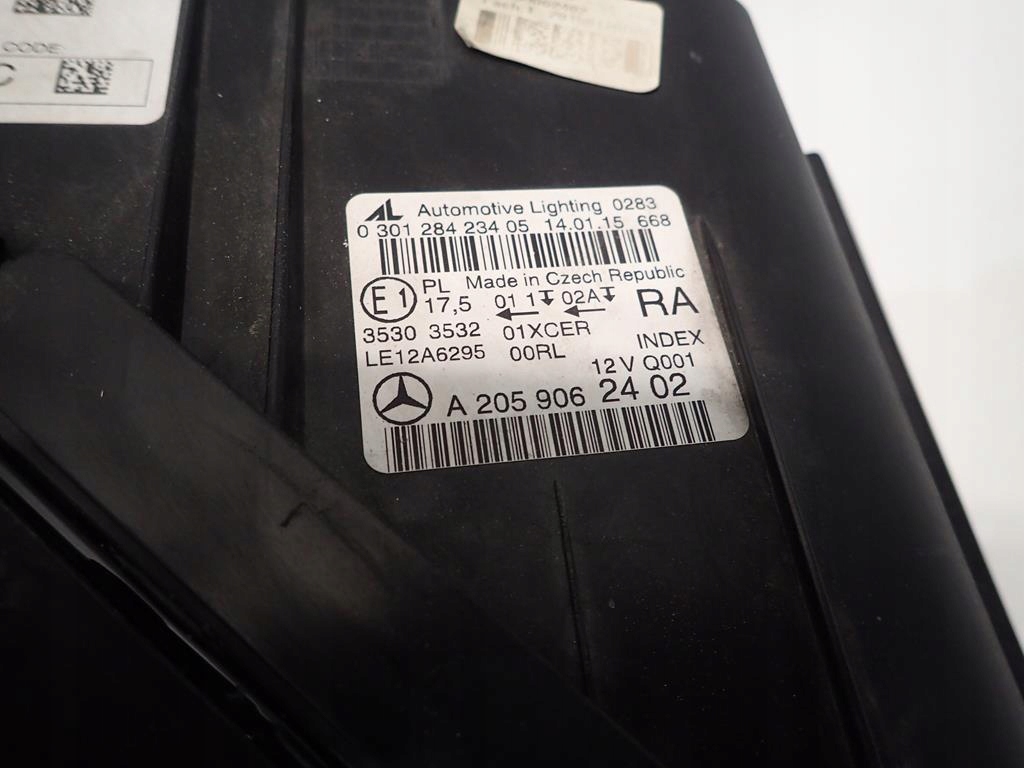 CODE:
C
AL Automotive Lighting 0283
0 301 284 234 05 14.01.15 668
E1 PL Made in Czech Republic
17,5 01 1 02A RA
3530 3532 01XCER
LE12A6295 00RL INDEX
12 V Q001
A 205 906 24 02